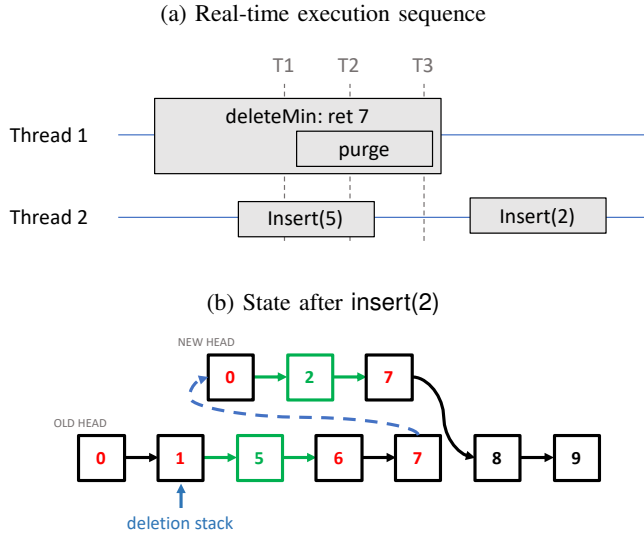 (a) Real-time execution sequence
T1 T2 T3
deleteMin: ret 7
Thread 1
purge
Thread 2
Insert(5) Insert(2)
(b) State after insert(2)
NEW HEAD
0 2 7
OLD HEAD
0 1 5 6 7 8 9
deletion stack